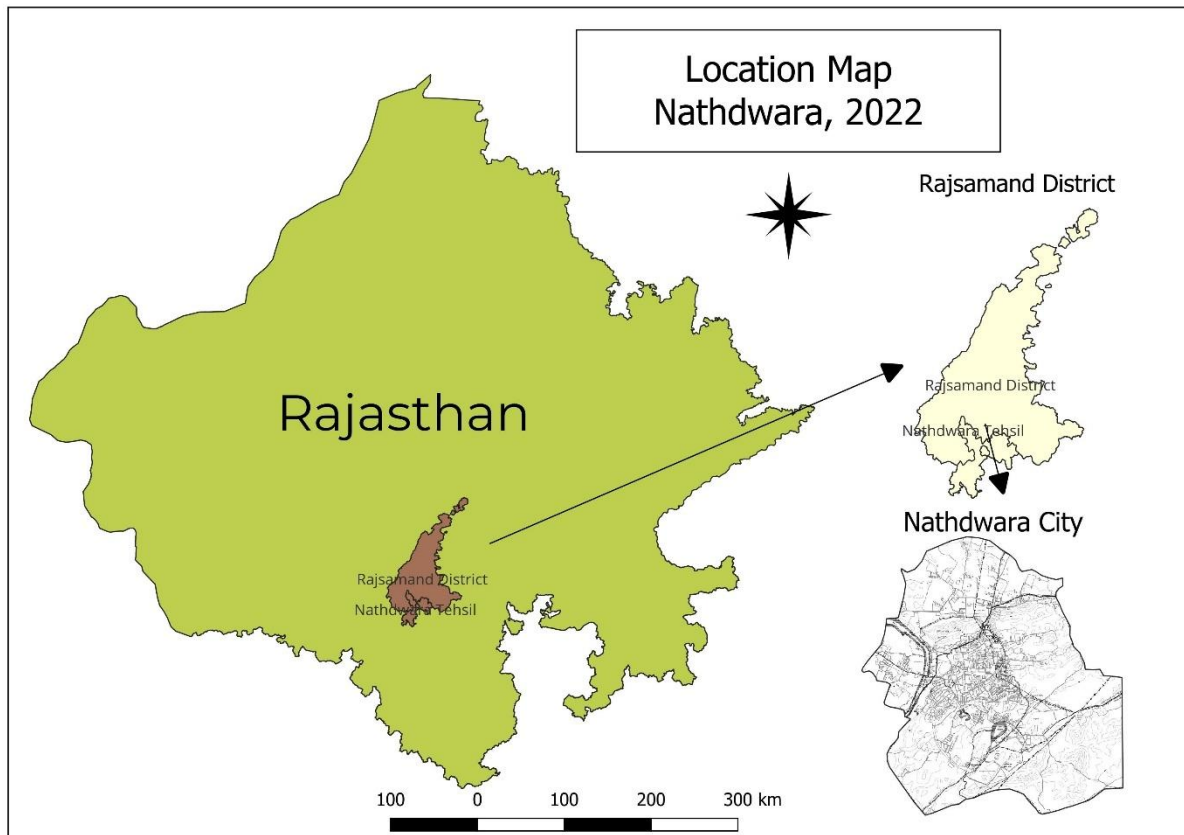 Location Map
Nathdwara, 2022
Rajsamand District
Rajasthan
Rajsamand District
Nathdwara Tehsil
Nathdwara City
Rajsamand District
Nathdwara Tehsil
100 0 100 200 300 km